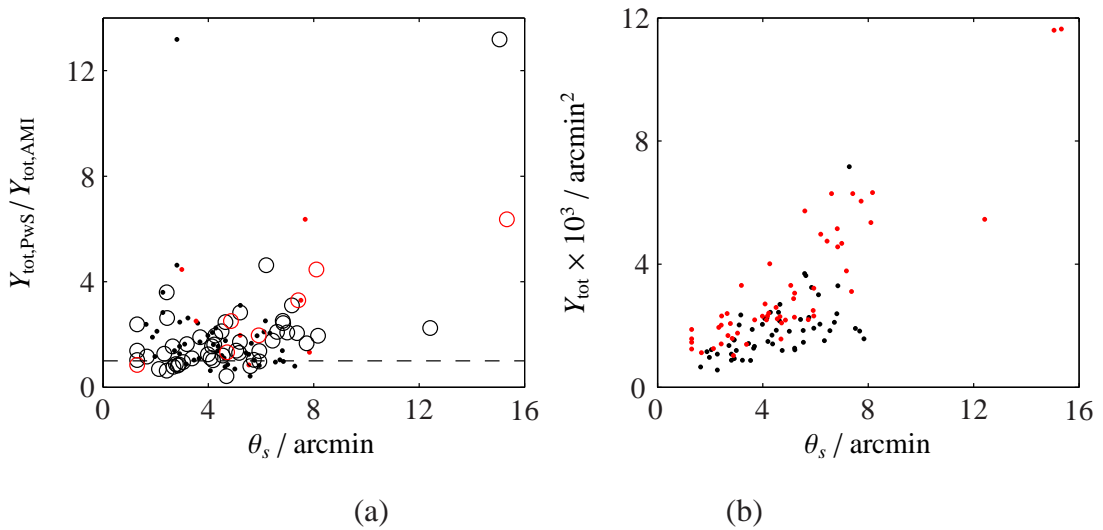 12
8
4
0
Y_tot,PwS / Y_tot,AMI
0 4 8 12 16
θ_s / arcmin
(a)
12
8
4
0
Y_tot × 10^3 / arcmin^2
0 4 8 12 16
θ_s / arcmin
(b)